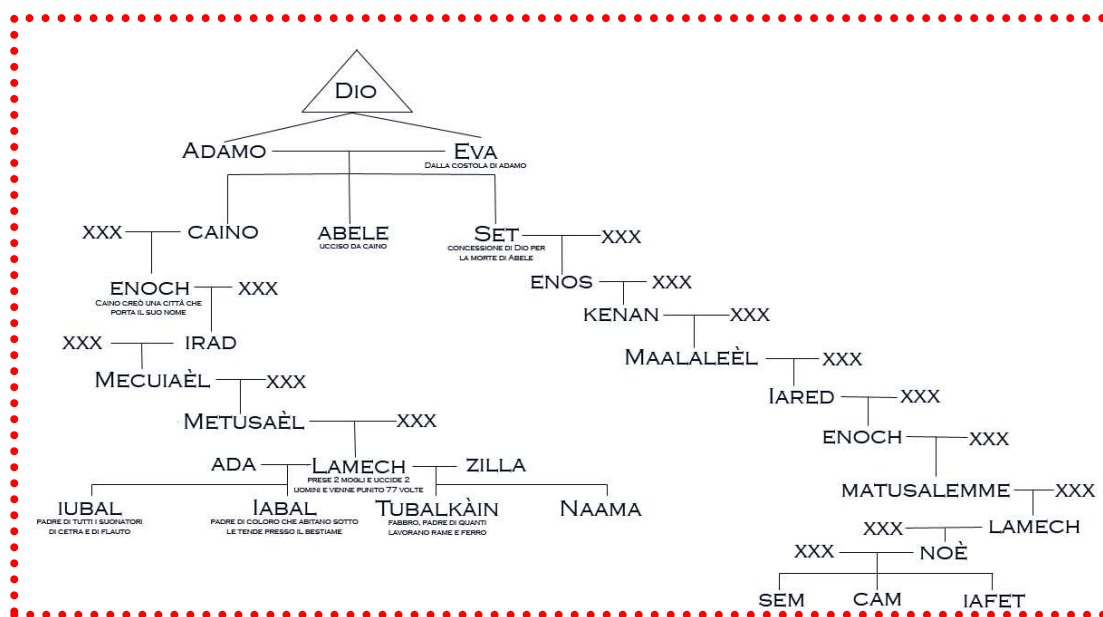 DIO
ADAMO EVA
DALLA COSTOLA DI ADAMO
XXX CAINO ABELE SET XXX
UCCISO DA CAINO CONCESSIONE DI DIO PER
LA MORTE DI ABELE
ENOCH XXX ENOS XXX
CAINO CREÒ UNA CITTÀ CHE
PORTA IL SUO NOME
KENAN XXX
XXX IRAD MAALALEÈL XXX
MECUIAÈL XXX IARED XXX
METUSAÈL XXX ENOCH XXX
ADA LAMECH ZILLA
PRESE 2 MOGLI E UCCIDE 2
UOMINI E VENNE PUNITO 77 VOLTE
MATUSALEMME XXX
IUBAL IABAL TUBALKÀIN NAAMA
PADRE DI TUTTI I SUONATORI PADRE DI COLORO CHE ABITANO SOTTO FABBRO, PADRE DI QUANTI
DI CETRA E DI FLAUTO LE TENDE PRESSO IL BESTIAME LAVORANO RAME E FERRO
XXX LAMECH
XXX NOÈ
SEM CAM IAFET